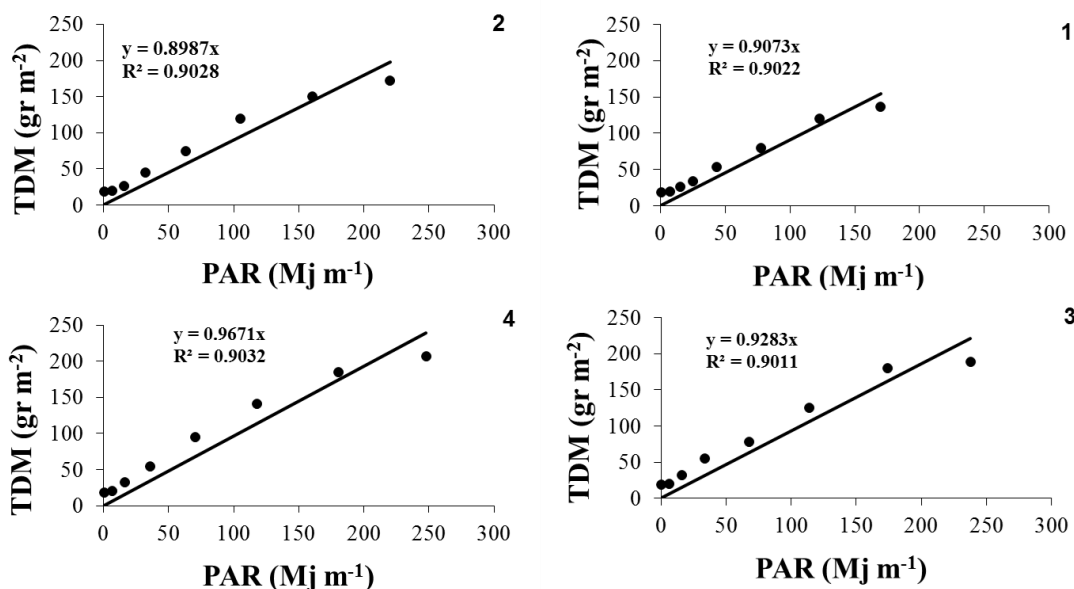 2
y = 0.8987x
R² = 0.9028
TDM (gr m⁻²)
250
200
150
100
50
0
0 50 100 150 200 250 300
PAR (Mj m⁻¹)
1
y = 0.9073x
R² = 0.9022
TDM (gr m⁻²)
250
200
150
100
50
0
0 50 100 150 200 250 300
PAR (Mj m⁻¹)
4
y = 0.9671x
R² = 0.9032
TDM (gr m⁻²)
250
200
150
100
50
0
0 50 100 150 200 250 300
PAR (Mj m⁻¹)
3
y = 0.9283x
R² = 0.9011
TDM (gr m⁻²)
250
200
150
100
50
0
0 50 100 150 200 250 300
PAR (Mj m⁻¹)